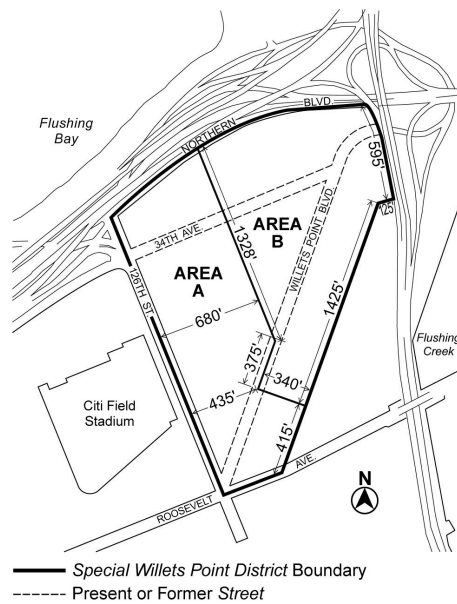 Flushing
Bay
NORTHERN
BLVD.
595'
125'
34TH AVE.
1328'
AREA
B
WILLETS POINT BLVD.
AREA
A
126TH ST.
680'
1425'
375'
340'
435'
415'
Flushing
Creek
Citi Field
Stadium
ROOSEVELT
AVE.
N
Special Willets Point District Boundary
Present or Former Street